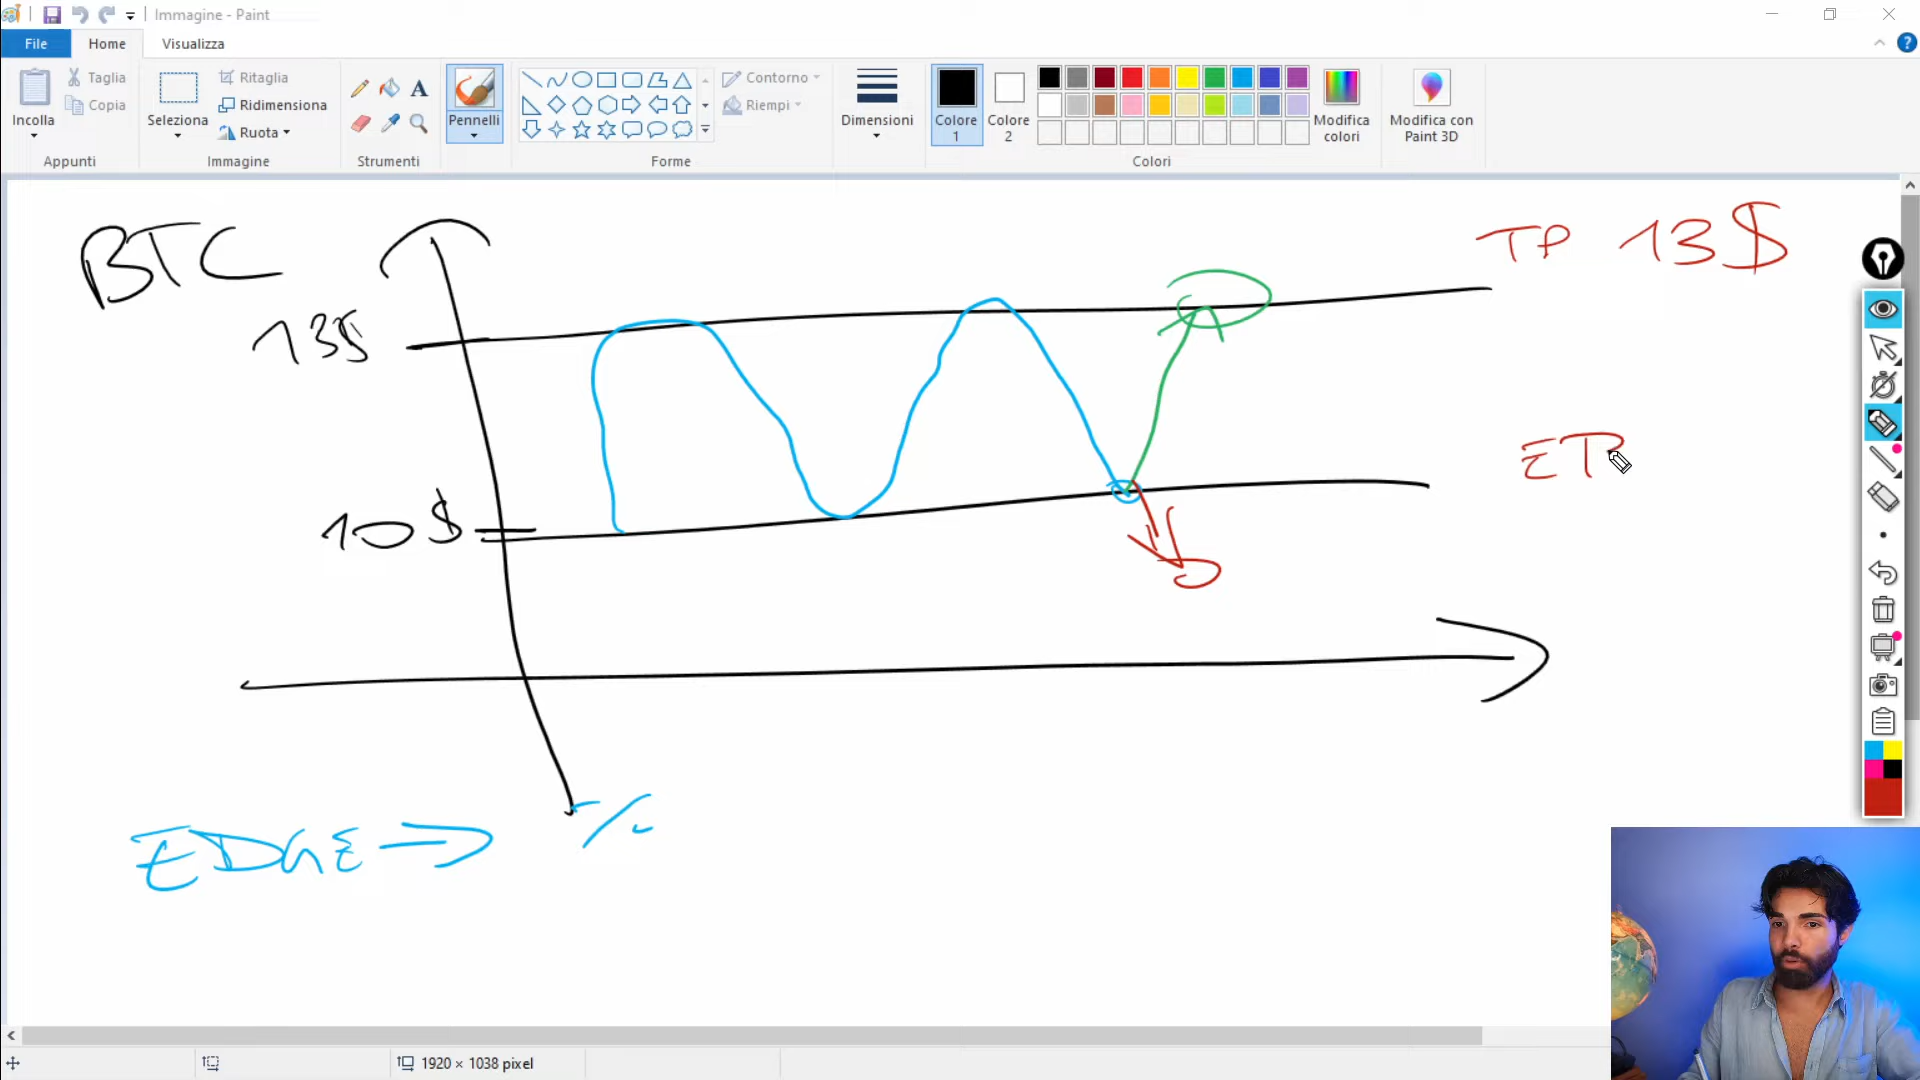 Immagine - Paint
File Home Visualizza
Incolla
Taglia
Copia
Appunti
Seleziona
Ritaglia
Ridimensiona
Ruota
Immagine
A
Strumenti
Pennelli
Contorno
Riempi
Forme
Dimensioni
Colore 1
Colore 2
Modifica colori
Modifica con Paint 3D
Colori
BTC
TP 13$
13$
10$
ETP
EDGE
%
1920 × 1038 pixel